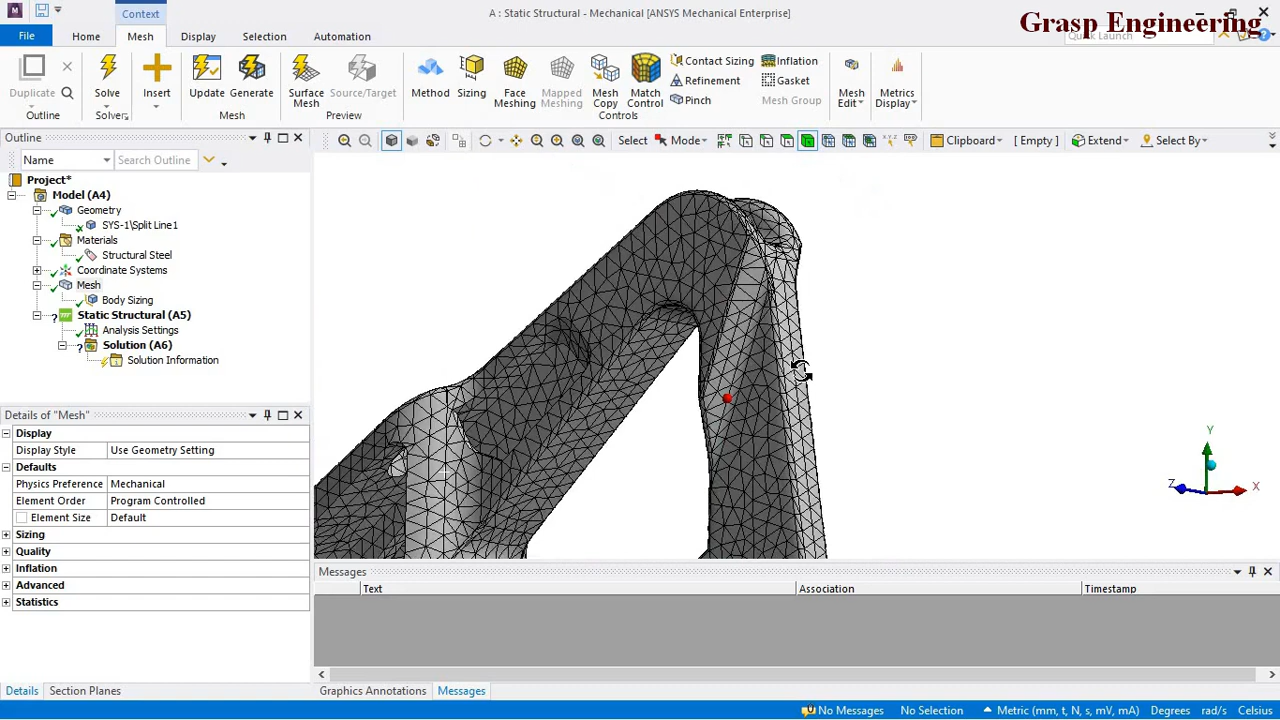 Context
A : Static Structural - Mechanical [ANSYS Mechanical Enterprise]
Grasp Engineering
File
Home
Mesh
Display
Selection
Automation
Quick Launch
Duplicate
Solve
Insert
Update
Generate
Surface Mesh
Source/Target
Method
Sizing
Face Meshing
Mapped Meshing
Mesh Copy
Match Control
Contact Sizing
Refinement
Pinch
Inflation
Gasket
Mesh Group
Mesh Edit
Metrics Display
Outline
Solvers
Mesh
Preview
Controls
Outline
Select
Mode
Clipboard
[ Empty ]
Extend
Select By
Name
Search Outline
Project*
Model (A4)
Geometry
SYS-1\Split Line1
Materials
Structural Steel
Coordinate Systems
Mesh
Body Sizing
Static Structural (A5)
Analysis Settings
Solution (A6)
Solution Information
Details of "Mesh"
Display
Display Style Use Geometry Setting
Defaults
Physics Preference Mechanical
Element Order Program Controlled
Element Size Default
Sizing
Quality
Inflation
Advanced
Statistics
Y
Z
X
Messages
Text Association Timestamp
Details
Section Planes
Graphics Annotations
Messages
No Messages
No Selection
Metric (mm, t, N, s, mV, mA)
Degrees
rad/s
Celsius